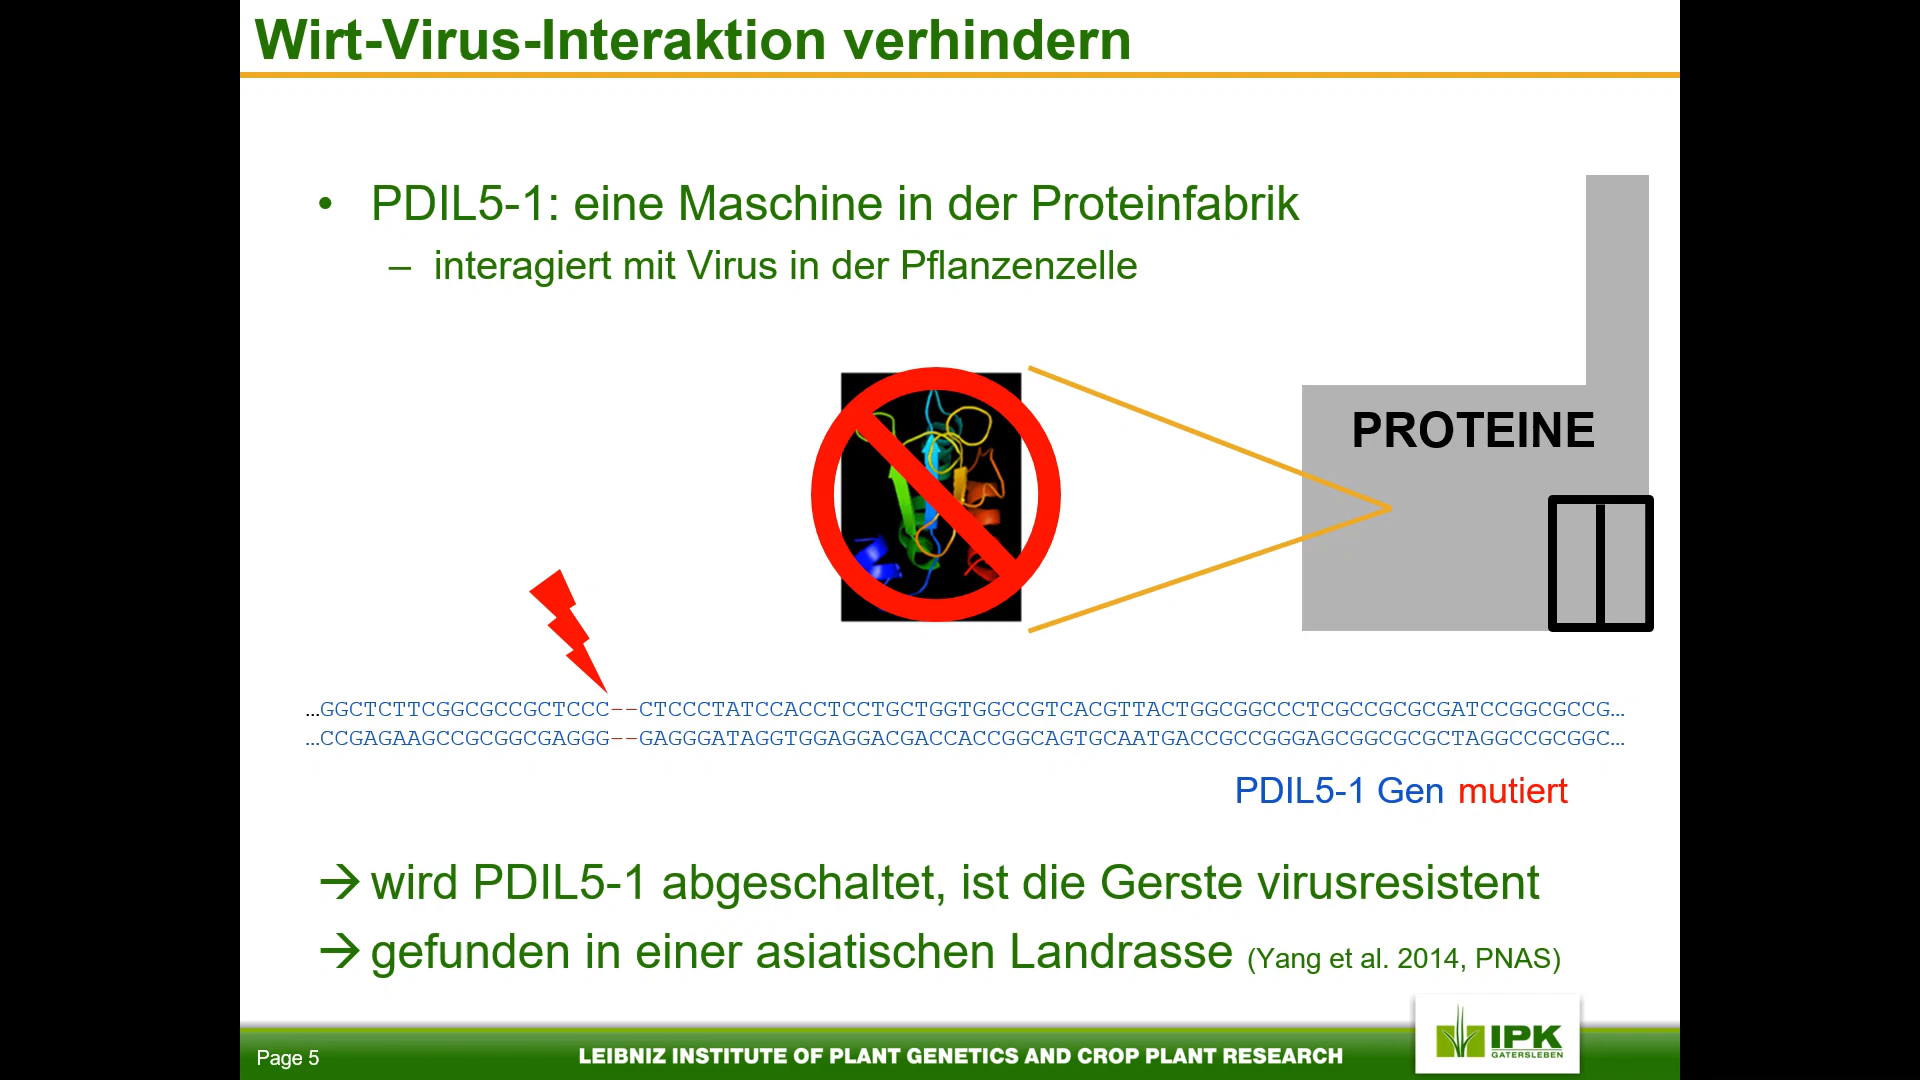 Wirt-Virus-Interaktion verhindern
• PDIL5-1: eine Maschine in der Proteinfabrik
– interagiert mit Virus in der Pflanzenzelle
PROTEINE
...GGCTCTTCGGCGCCGCTCCC--CTCCCTATCCACCTCCTGCTGGTGGCCGTCACGTTACTGGCGGCCCTCGCCGCGCGATCCGGCGCCG...
...CCGAGAAGCCGCGGCGAGGG--GAGGGATAGGTGGAGGACGACCACCGGCAGTGCAATGACCGCCGGGAGCGGCGCGCTAGGCCGCGGC...
PDIL5-1 Gen mutiert
→ wird PDIL5-1 abgeschaltet, ist die Gerste virusresistent
→ gefunden in einer asiatischen Landrasse (Yang et al. 2014, PNAS)
Page 5
LEIBNIZ INSTITUTE OF PLANT GENETICS AND CROP PLANT RESEARCH
IPK
GATERSLEBEN